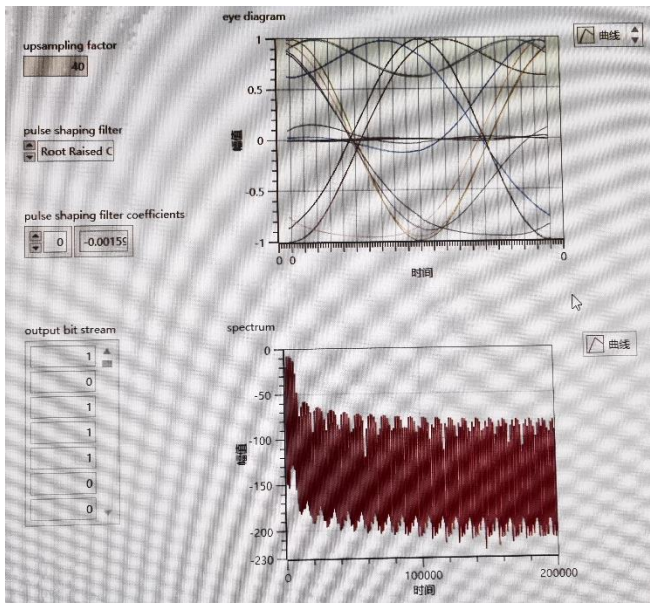 eye diagram
曲线
upsampling factor
40
pulse shaping filter
Root Raised C
pulse shaping filter coefficients
0
-0.00159
幅值
1
0.5
0
-0.5
-1
0 0
0
时间
output bit stream
1
0
1
1
1
0
0
spectrum
曲线
幅值
0
-50
-100
-150
-200
-230
0
100000
200000
时间